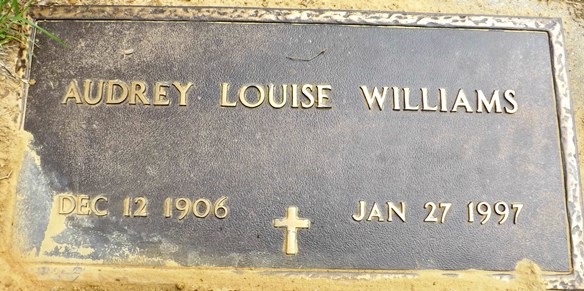 AUDREY LOUISE WILLIAMS
DEC 12 1906 JAN 27 1997